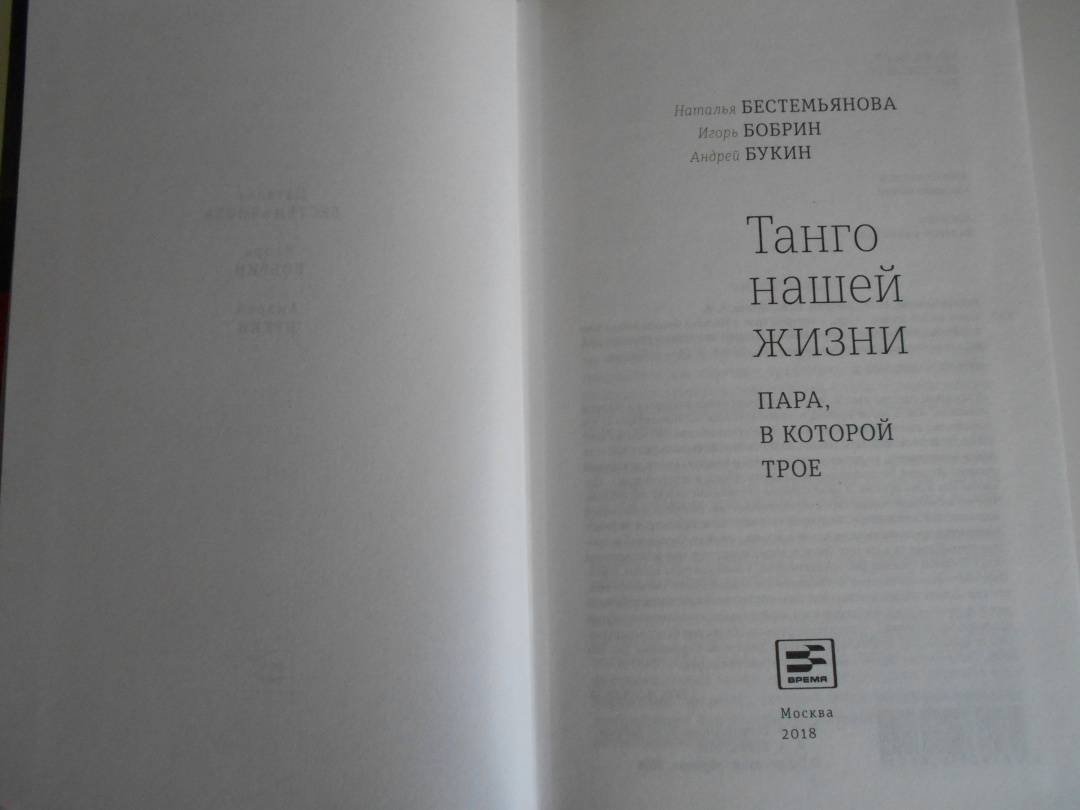 Наталья БЕСТЕМЬЯНОВА
Игорь БОБРИН
Андрей БУКИН
Танго
нашей
жизни
ПАРА,
В КОТОРОЙ
ТРОЕ
ВРЕМЯ
Москва
2018